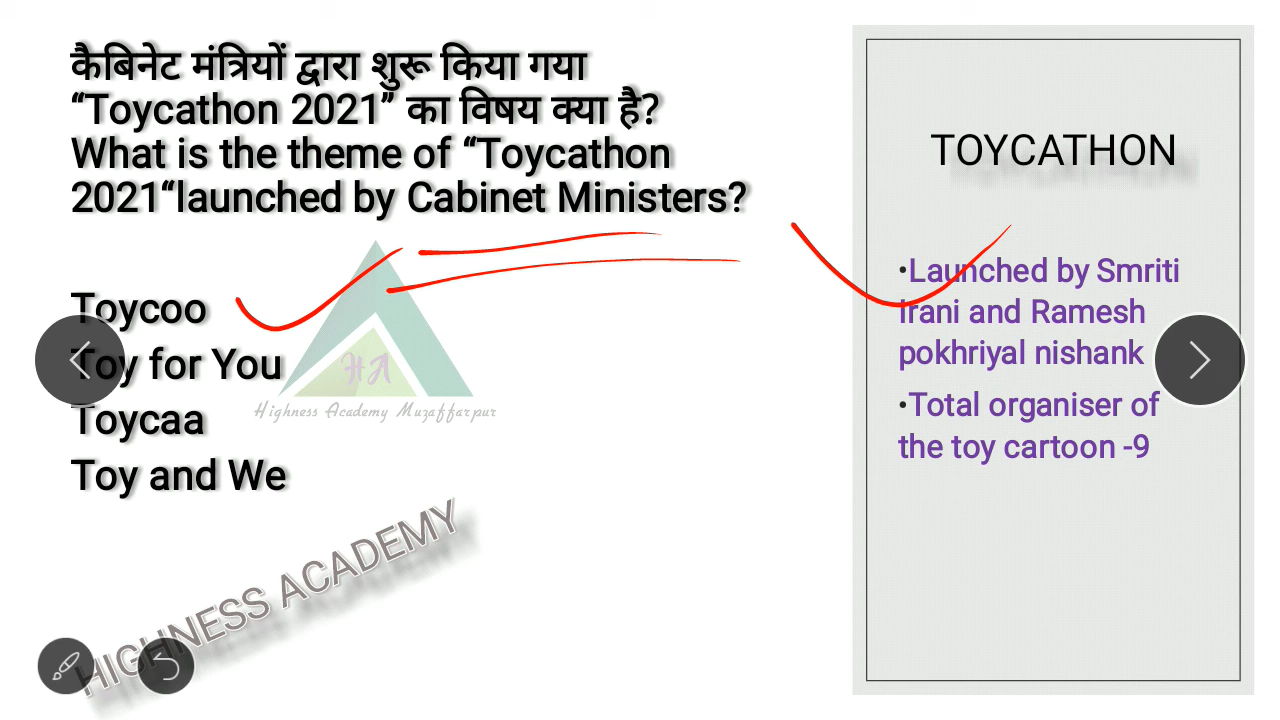 कैबिनेट मंत्रियों द्वारा शुरू किया गया
“Toycathon 2021” का विषय क्या है?
What is the theme of “Toycathon
2021“launched by Cabinet Ministers?
Toycoo
Toy for You
Toycaa
Toy and We
HA
Highness Academy Muzaffarpur
HIGHNESS ACADEMY
TOYCATHON
•Launched by Smriti
Irani and Ramesh
pokhriyal nishank
•Total organiser of
the toy cartoon -9